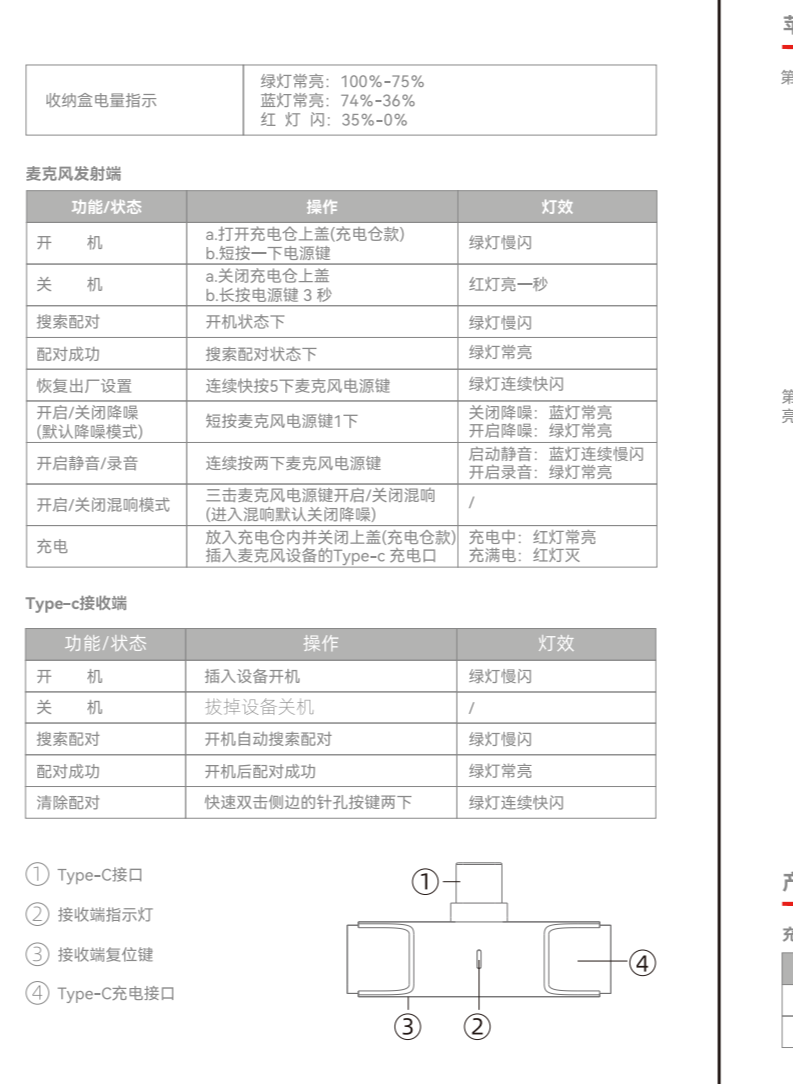 收纳盒电量指示
绿灯常亮: 100%-75%
蓝灯常亮: 74%-36%
红 灯 闪: 35%-0%
麦克风发射端
功能/状态 操作 灯效
开 机
a.打开充电仓上盖(充电仓款)
b.短按一下电源键
绿灯慢闪
关 机
a.关闭充电仓上盖
b.长按电源键 3 秒
红灯亮一秒
搜索配对 开机状态下 绿灯慢闪
配对成功 搜索配对状态下 绿灯常亮
恢复出厂设置 连续快按5下麦克风电源键 绿灯连续快闪
开启/关闭降噪
(默认降噪模式)
短按麦克风电源键1下
关闭降噪: 蓝灯常亮
开启降噪: 绿灯常亮
开启静音/录音 连续按两下麦克风电源键
启动静音: 蓝灯连续慢闪
开启录音: 绿灯常亮
开启/关闭混响模式
三击麦克风电源键开启/关闭混响
(进入混响默认关闭降噪)
/
充电
放入充电仓内并关闭上盖(充电仓款)
插入麦克风设备的Type-c 充电口
充电中: 红灯常亮
充满电: 红灯灭
Type-c接收端
功能/状态 操作 灯效
开 机 插入设备开机 绿灯慢闪
关 机 拔掉设备关机 /
搜索配对 开机自动搜索配对 绿灯慢闪
配对成功 开机后配对成功 绿灯常亮
清除配对 快速双击侧边的针孔按键两下 绿灯连续快闪
① Type-C接口
② 接收端指示灯
③ 接收端复位键
④ Type-C充电接口
①
④
③ ②
第
第